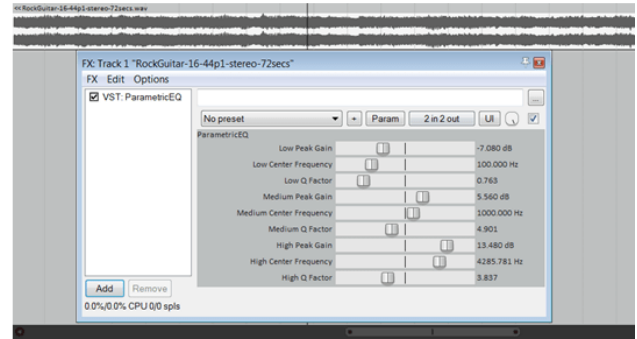 <<RockGuitar-16-44p1-stereo-72secs.wav
FX: Track 1 "RockGuitar-16-44p1-stereo-72secs"
FX Edit Options
VST: ParametricEQ
...
No preset + Param 2 in 2 out UI
ParametricEQ
Low Peak Gain -7.080 dB
Low Center Frequency 100.000 Hz
Low Q Factor 0.763
Medium Peak Gain 5.560 dB
Medium Center Frequency 1000.000 Hz
Medium Q Factor 4.901
High Peak Gain 13.480 dB
High Center Frequency 4285.781 Hz
High Q Factor 3.837
Add Remove
0.0%/0.0% CPU 0/0 spls